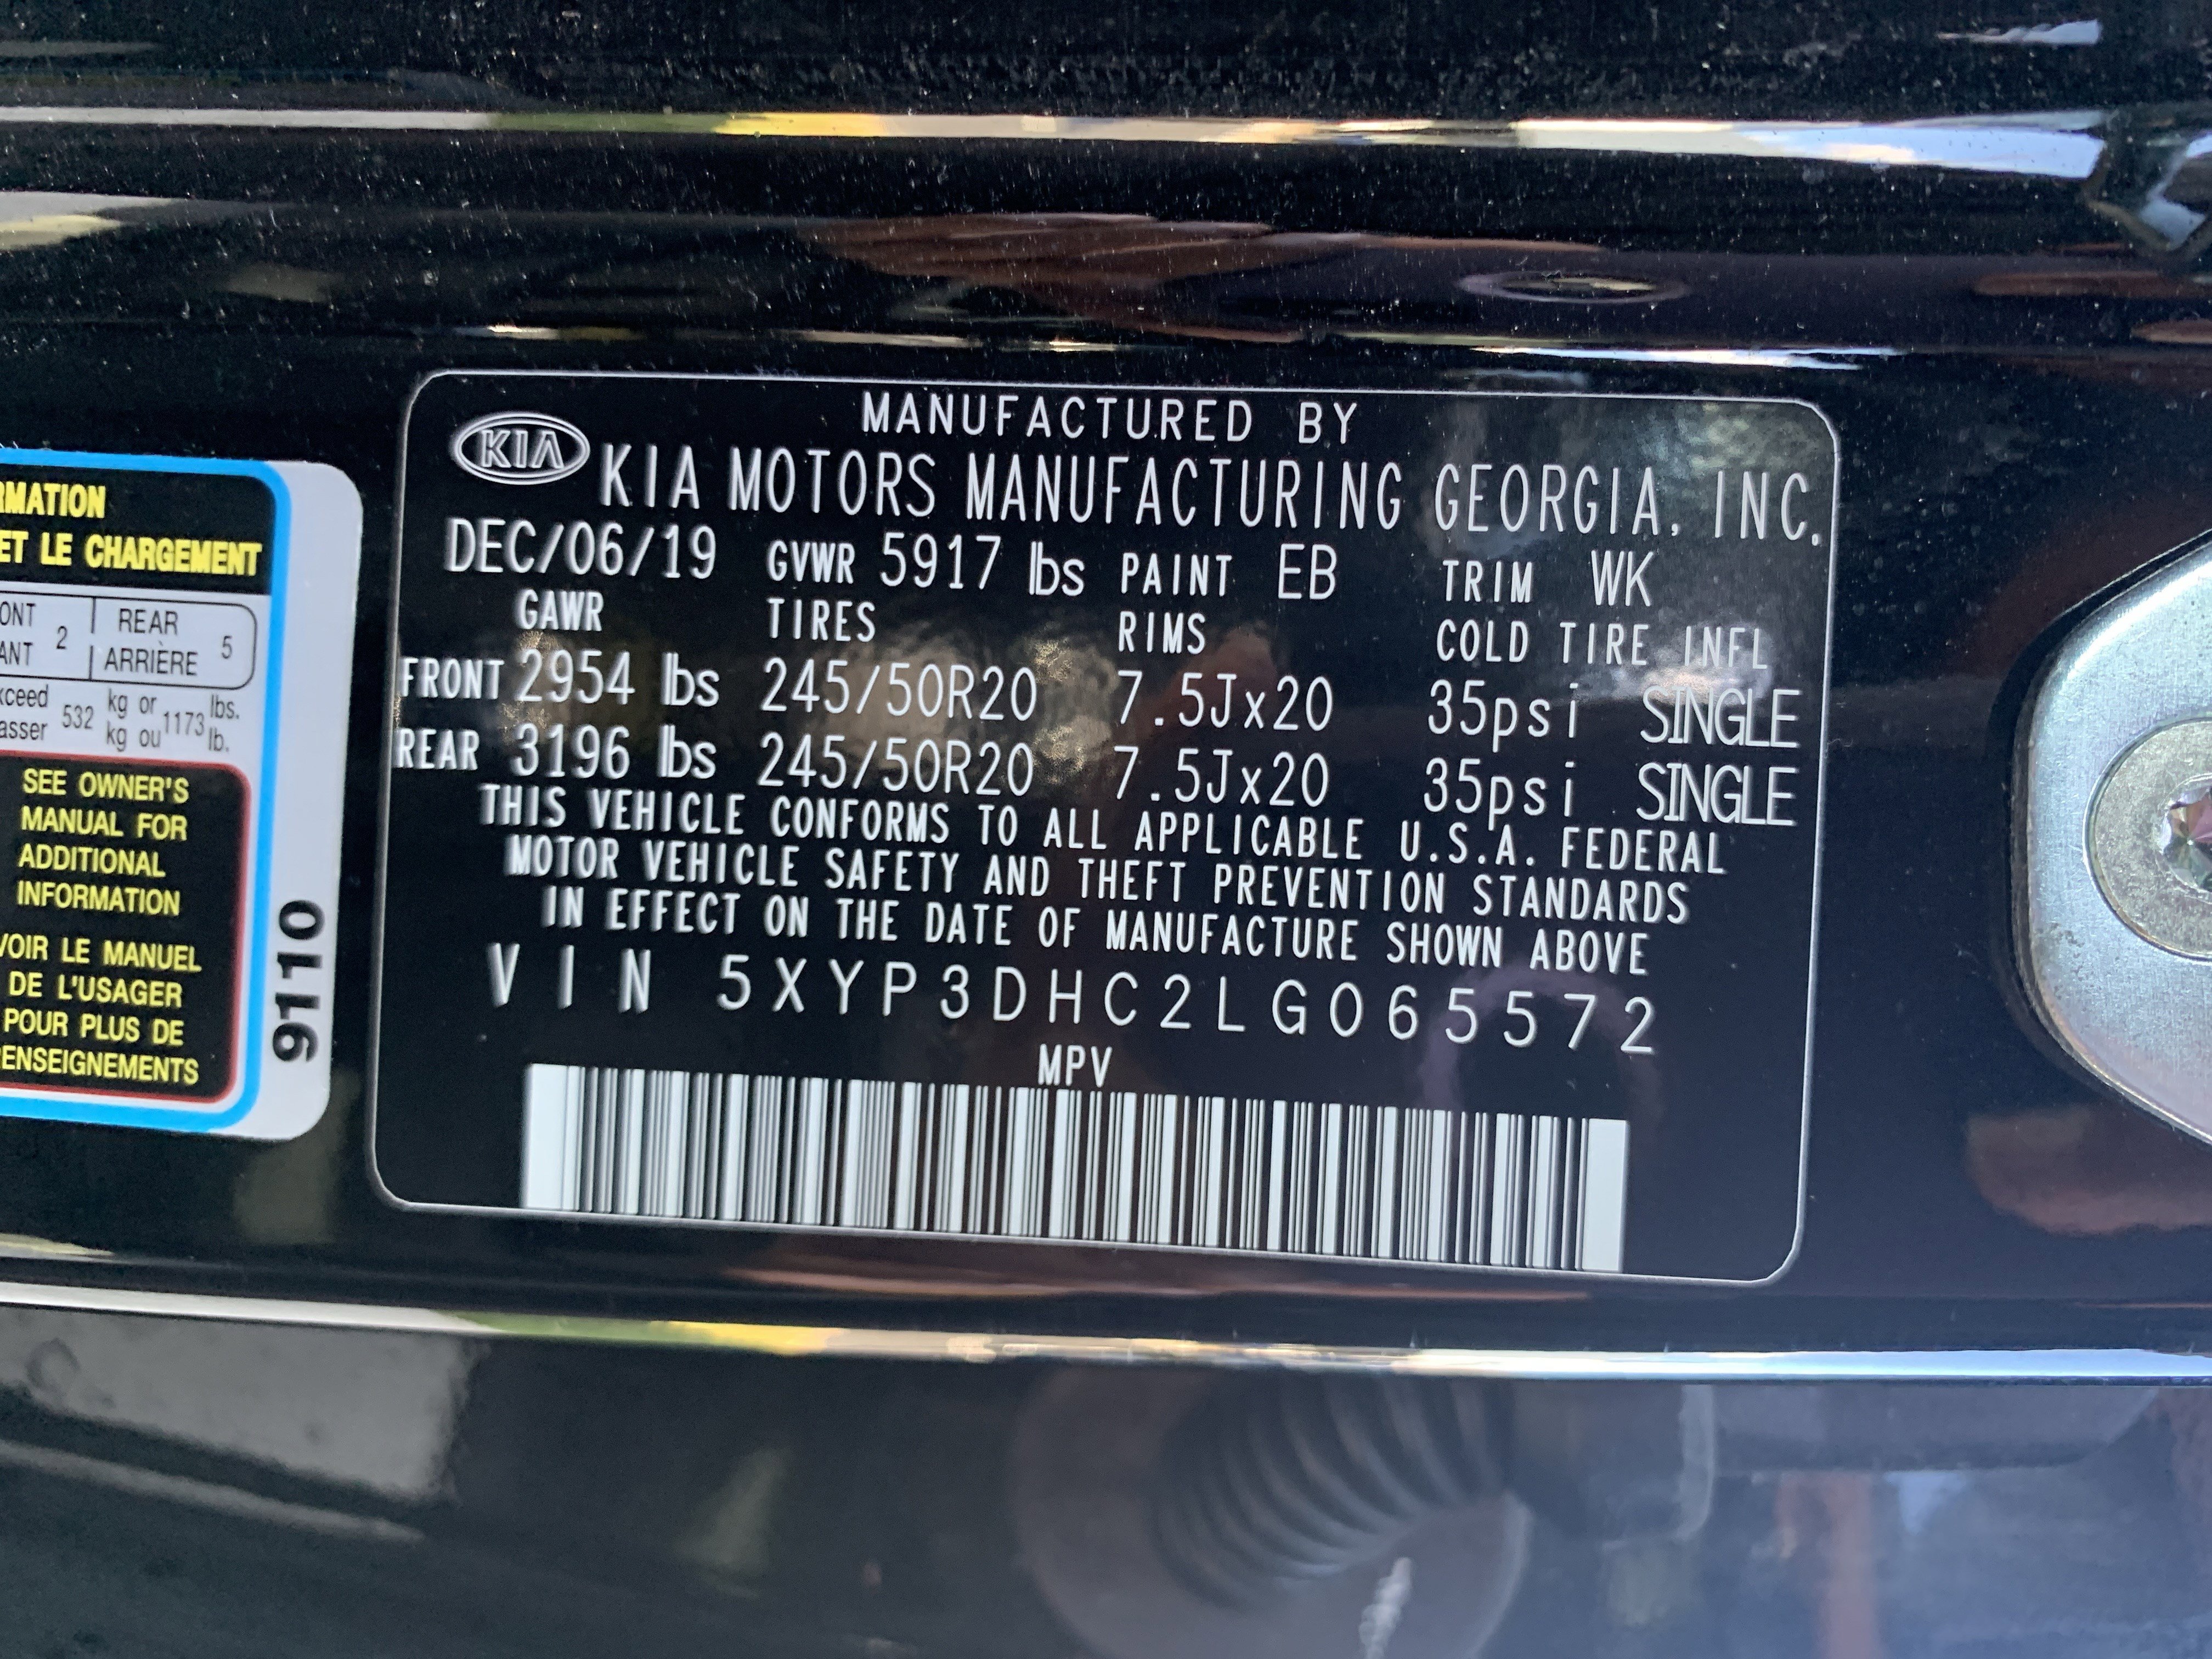 RMATION
ET LE CHARGEMENT
2 | REAR 5
ARRIÈRE
532 kg or 1173 lbs.
kg ou lb.
SEE OWNER'S
MANUAL FOR
ADDITIONAL
INFORMATION
VOIR LE MANUEL
DE L'USAGER
POUR PLUS DE
RENSEIGNEMENTS
9110
MANUFACTURED BY
KIA KIA MOTORS MANUFACTURING GEORGIA, INC.
DEC/06/19 GVWR 5917 lbs PAINT EB TRIM WK
GAWR TIRES RIMS COLD TIRE INFL
FRONT 2954 lbs 245/50R20 7.5Jx20 35psi SINGLE
REAR 3196 lbs 245/50R20 7.5Jx20 35psi SINGLE
THIS VEHICLE CONFORMS TO ALL APPLICABLE U.S.A. FEDERAL
MOTOR VEHICLE SAFETY AND THEFT PREVENTION STANDARDS
IN EFFECT ON THE DATE OF MANUFACTURE SHOWN ABOVE
VIN 5XYP3DHC2LG065572
MPV